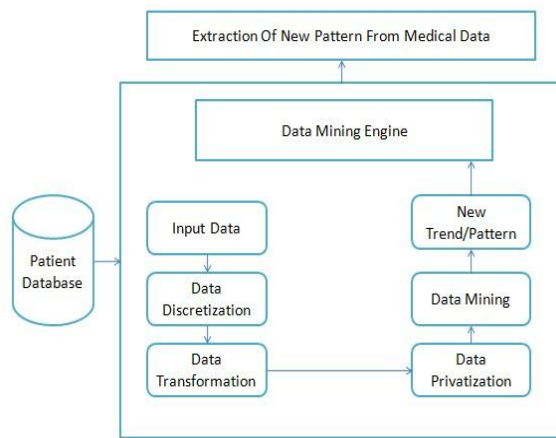 Extraction Of New Pattern From Medical Data
Data Mining Engine
Patient
Database
Input Data
Data
Discretization
Data
Transformation
New
Trend/Pattern
Data Mining
Data
Privatization